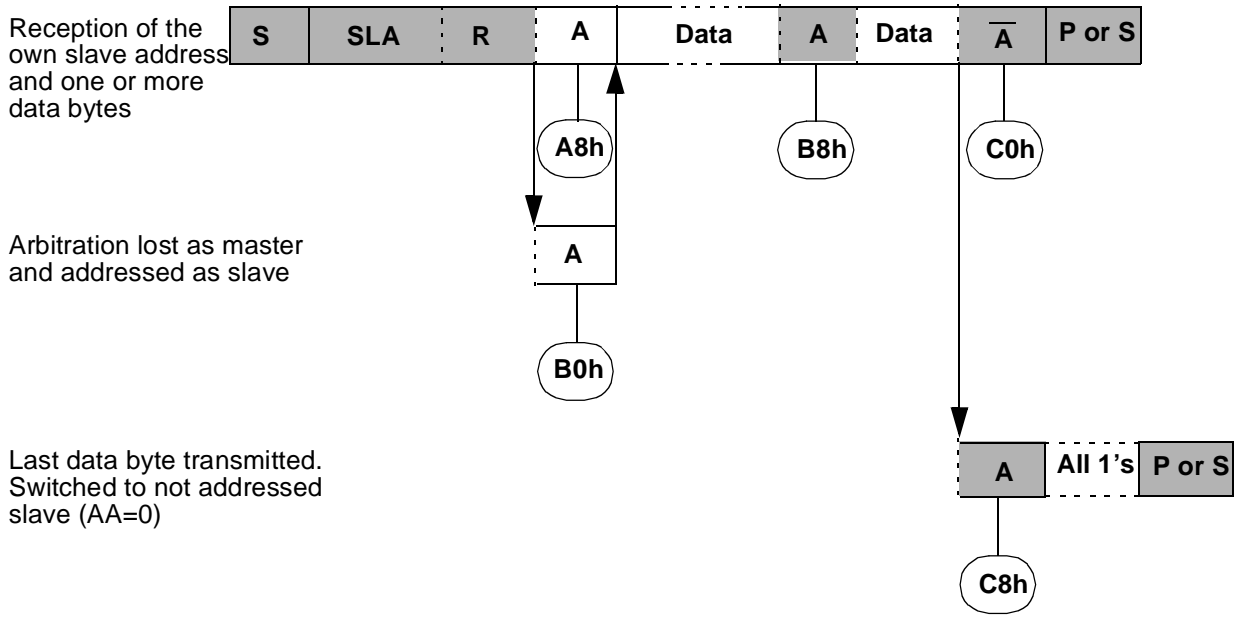 Reception of the
own slave address
and one or more
data bytes
S SLA R A Data A Data A̅ P or S
A8h B8h C0h
Arbitration lost as master
and addressed as slave
A
B0h
Last data byte transmitted.
Switched to not addressed
slave (AA=0)
A All 1’s P or S
C8h